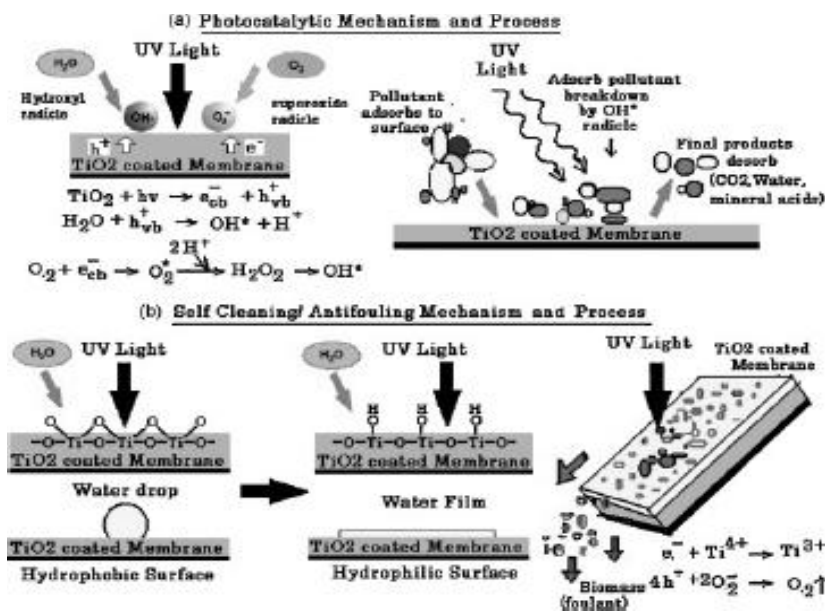 (a) Photocatalytic Mechanism and Process
UV Light
H₂O
O₂
Hydroxyl
radicle
OH
O₂
superoxide
radicle
h⁺
e⁻
TiO2 coated Membrane
TiO₂ + hv → e⁻cb + h⁺vb
H₂O + h⁺vb → OH* + H⁺
O.2 + e⁻cb → O₂* 2H⁺ → H₂O₂ → OH*
UV
Light
Pollutant
adsorbs to
surface
Adsorb pollutant
breakdown
by OH*
radicle
Final products
desorb
(CO2,Water,
mineral acids)
TiO2 coated Membrane
(b) Self Cleaning/ Antifouling Mechanism and Process
H₂O
UV Light
-O-Ti-O-Ti-O-Ti-O-
TiO2 coated Membrane
Water drop
TiO2 coated Membrane
Hydrophobic Surface
H₂O
UV Light
H H H
O O O
-O-Ti-O-Ti-O-Ti-O-
TiO2 coated Membrane
Water Film
TiO2 coated Membrane
Hydrophilic Surface
UV Light
TiO2 coated
Membrane
Biomass
(foulant)
e⁻ + Ti⁴⁺ → Ti³⁺
4h⁺ + 2O₂⁻ → O.2↑